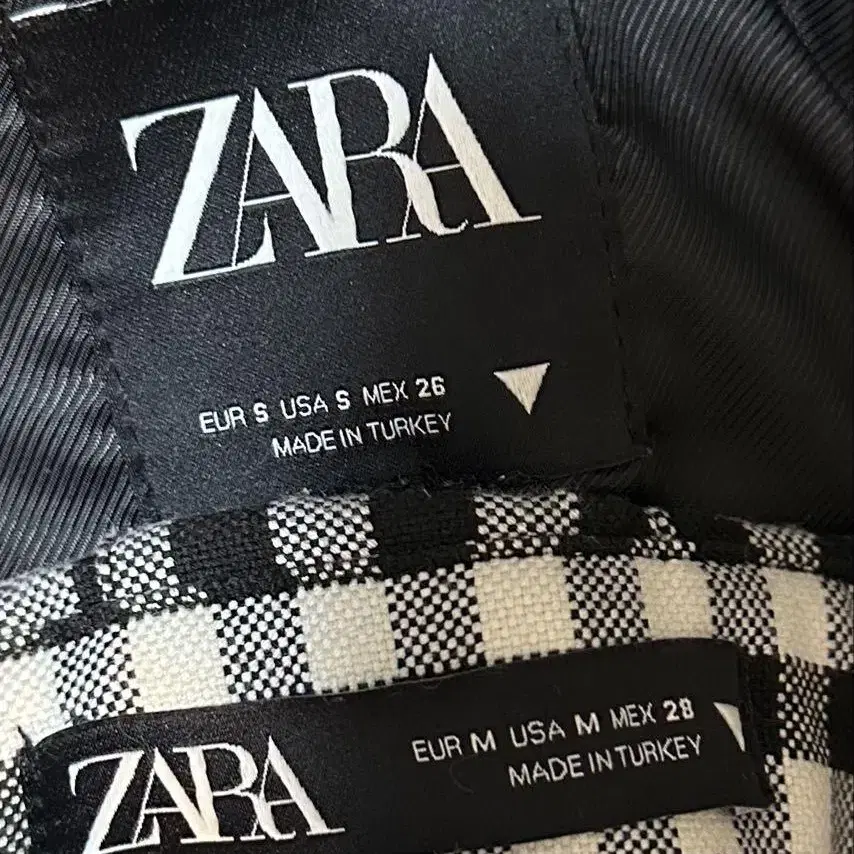 ZARA
EUR S USA S MEX 26
MADE IN TURKEY
ZARA
EUR M USA M MEX 28
MADE IN TURKEY